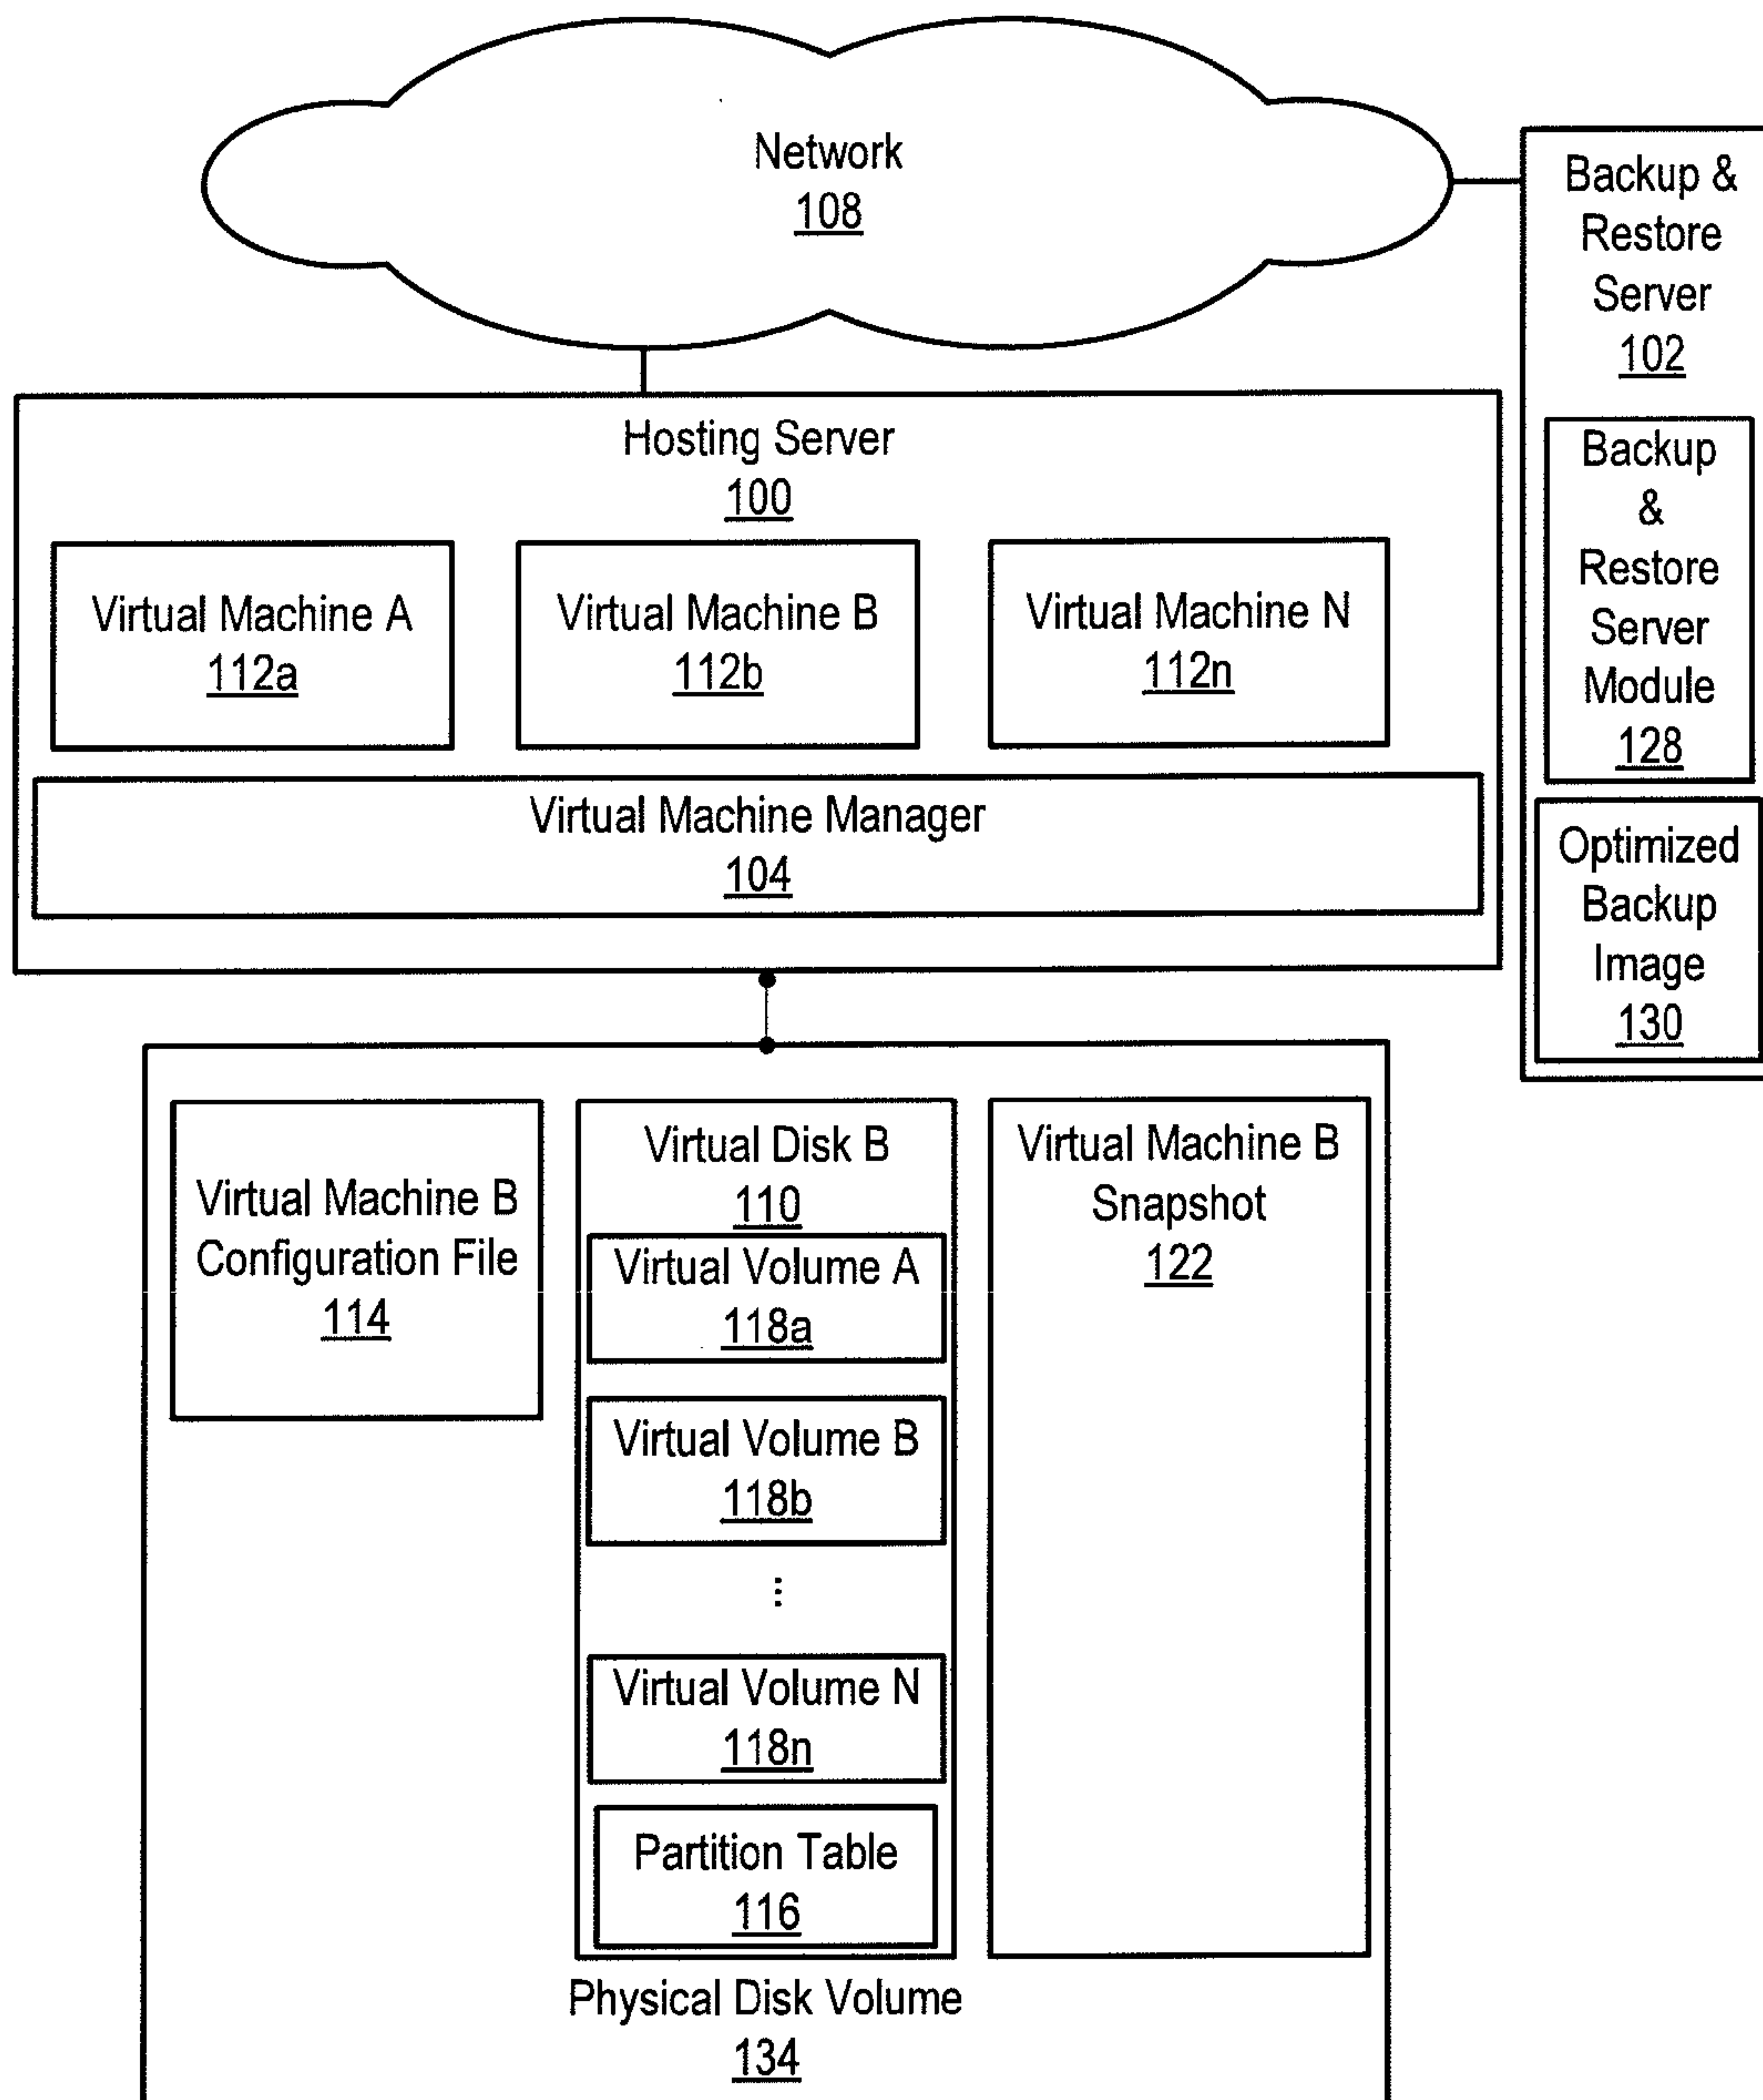 Network
108
Backup &
Restore
Server
102
Backup
&
Restore
Server
Module
128
Optimized
Backup
Image
130
Hosting Server
100
Virtual Machine A
112a
Virtual Machine B
112b
Virtual Machine N
112n
Virtual Machine Manager
104
Virtual Machine B
Configuration File
114
Virtual Disk B
110
Virtual Volume A
118a
Virtual Volume B
118b
...
Virtual Volume N
118n
Partition Table
116
Virtual Machine B
Snapshot
122
Physical Disk Volume
134